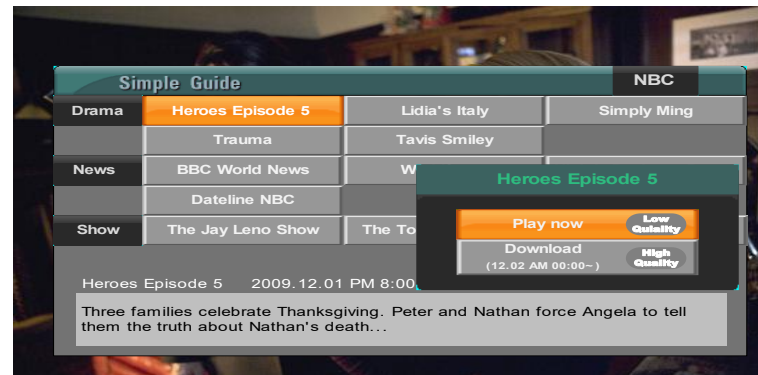 Simple Guide
NBC
Drama
Heroes Episode 5
Lidia's Italy
Simply Ming
Trauma
Tavis Smiley
News
BBC World News
Dateline NBC
Show
The Jay Leno Show
The To
Heroes Episode 5
Play now
Low
Quiality
Download
(12.02 AM 00:00~)
High
Quality
Heroes Episode 5 2009.12.01 PM 8:00
Three families celebrate Thanksgiving. Peter and Nathan force Angela to tell
them the truth about Nathan's death...